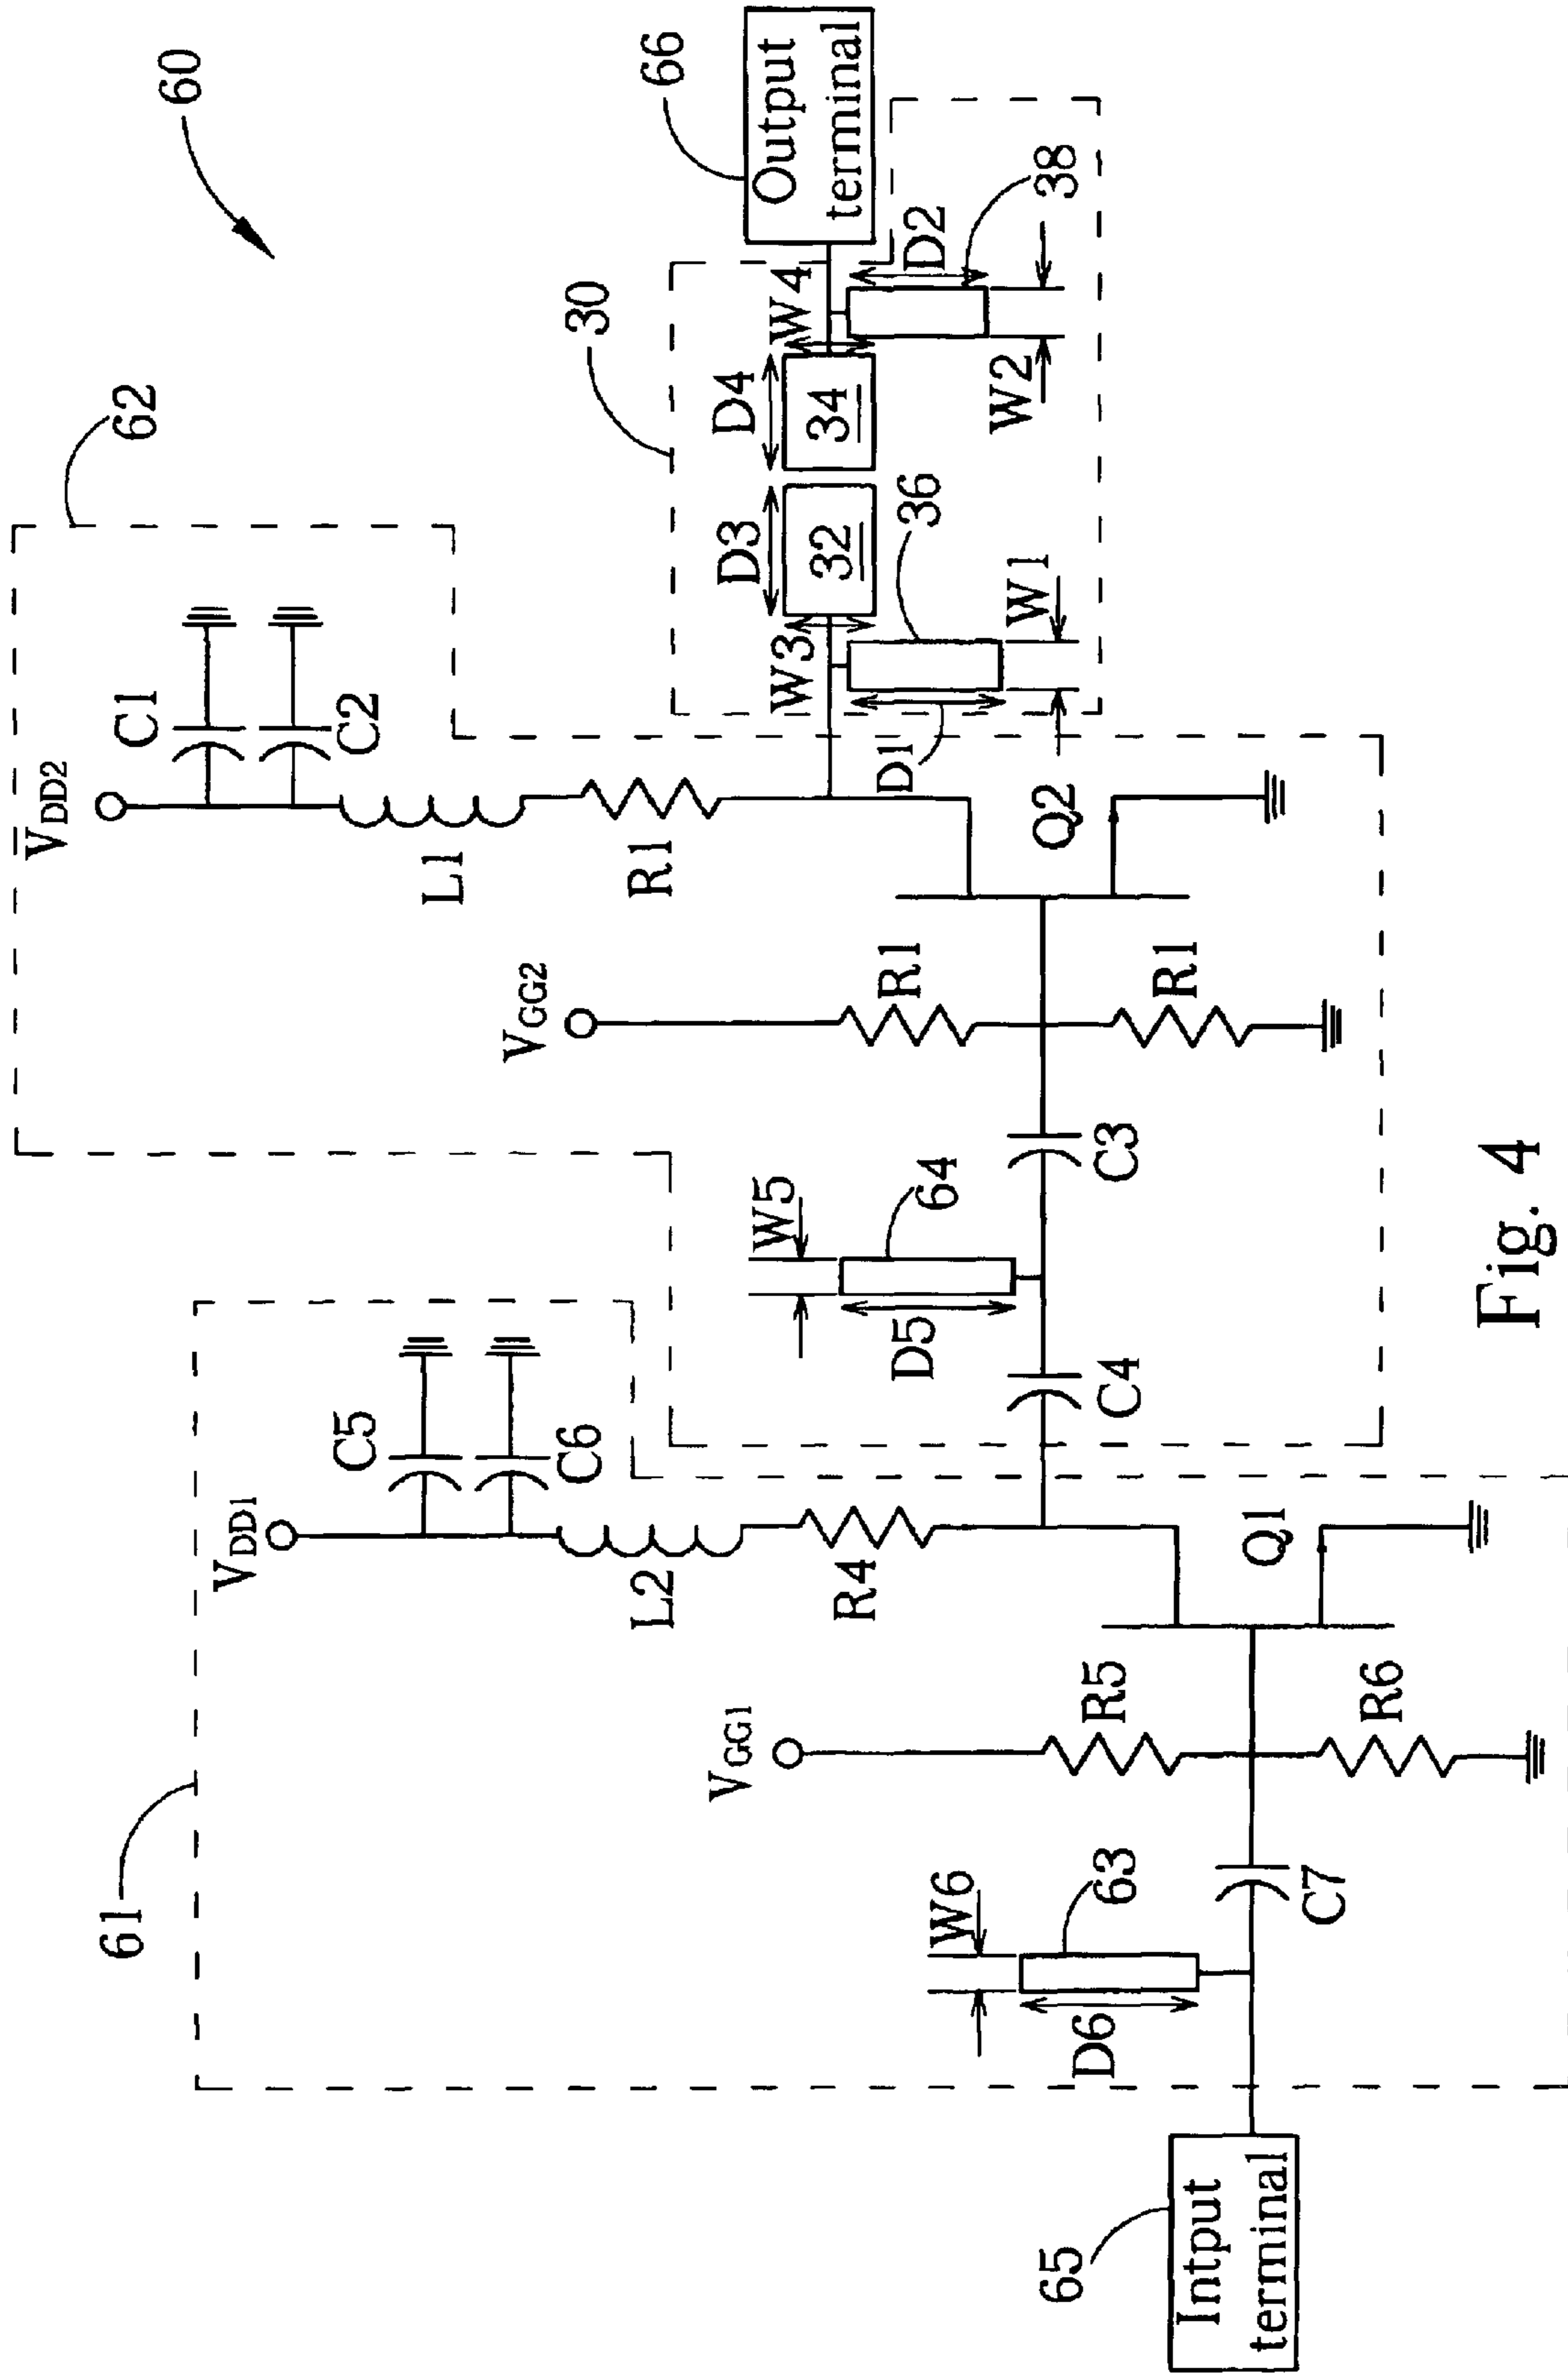 60
62
61
30
66
Output
terminal
VDD2
C1
C2
L1
R1
D3
D4
W3
W4
32
34
36
38
D1
D2
W1
W2
Q2
VGG2
R1
R1
C3
64
W5
D5
C4
VDD1
C5
C6
L2
R4
Q1
VGG1
R5
R6
63
W6
D6
C7
65
Intput
terminal
Fig. 4